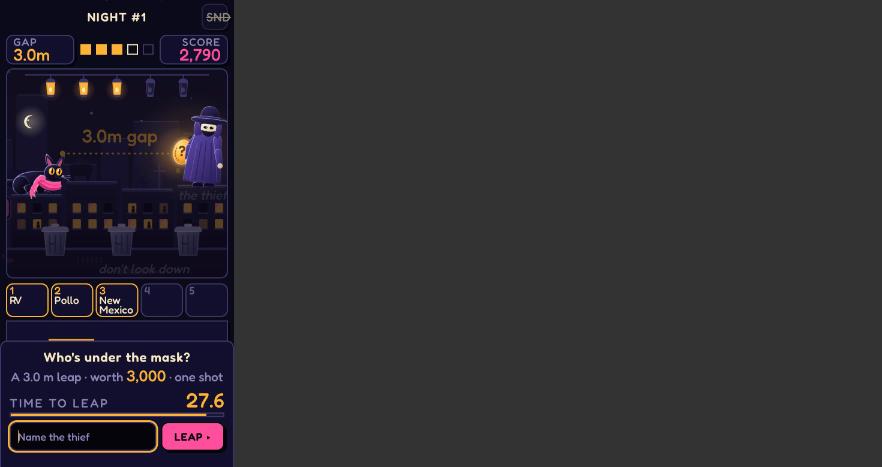 NIGHT #1
SND
GAP
3.0m
SCORE
2,790
3.0m gap
?
the thief
don't look down
1
RV
2
Pollo
3
New
Mexico
4
5
Who's under the mask?
A 3.0 m leap · worth 3,000 · one shot
TIME TO LEAP 27.6
Name the thief
LEAP ▸